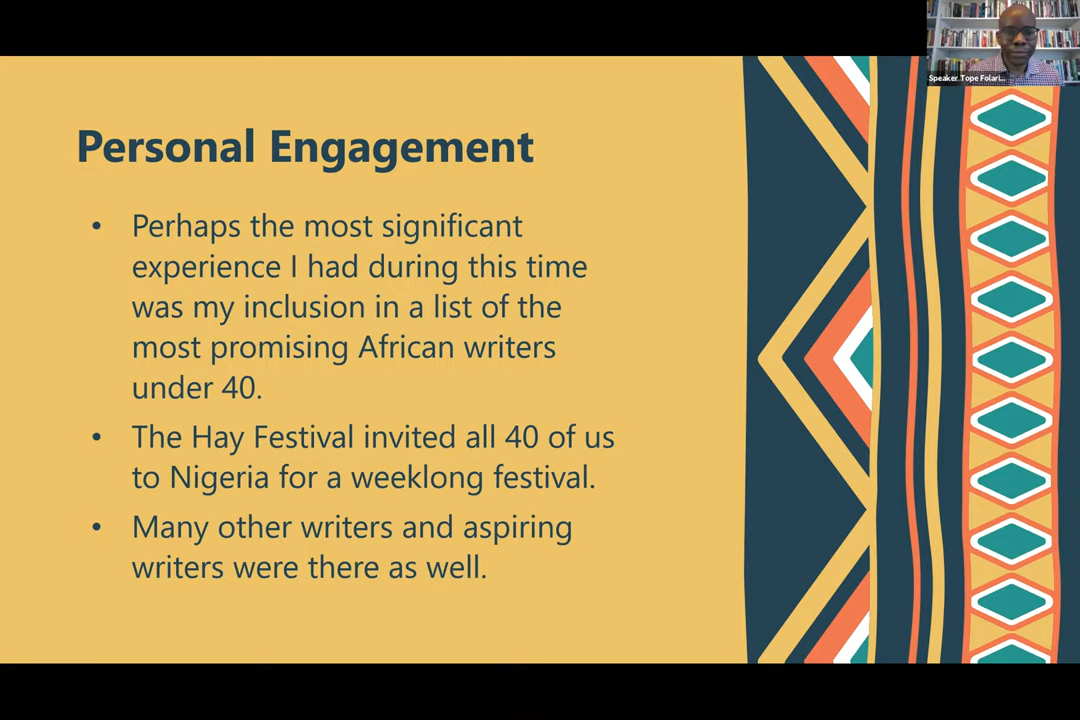 Speaker Tope Folari...
Personal Engagement
• Perhaps the most significant
experience I had during this time
was my inclusion in a list of the
most promising African writers
under 40.
• The Hay Festival invited all 40 of us
to Nigeria for a weeklong festival.
• Many other writers and aspiring
writers were there as well.